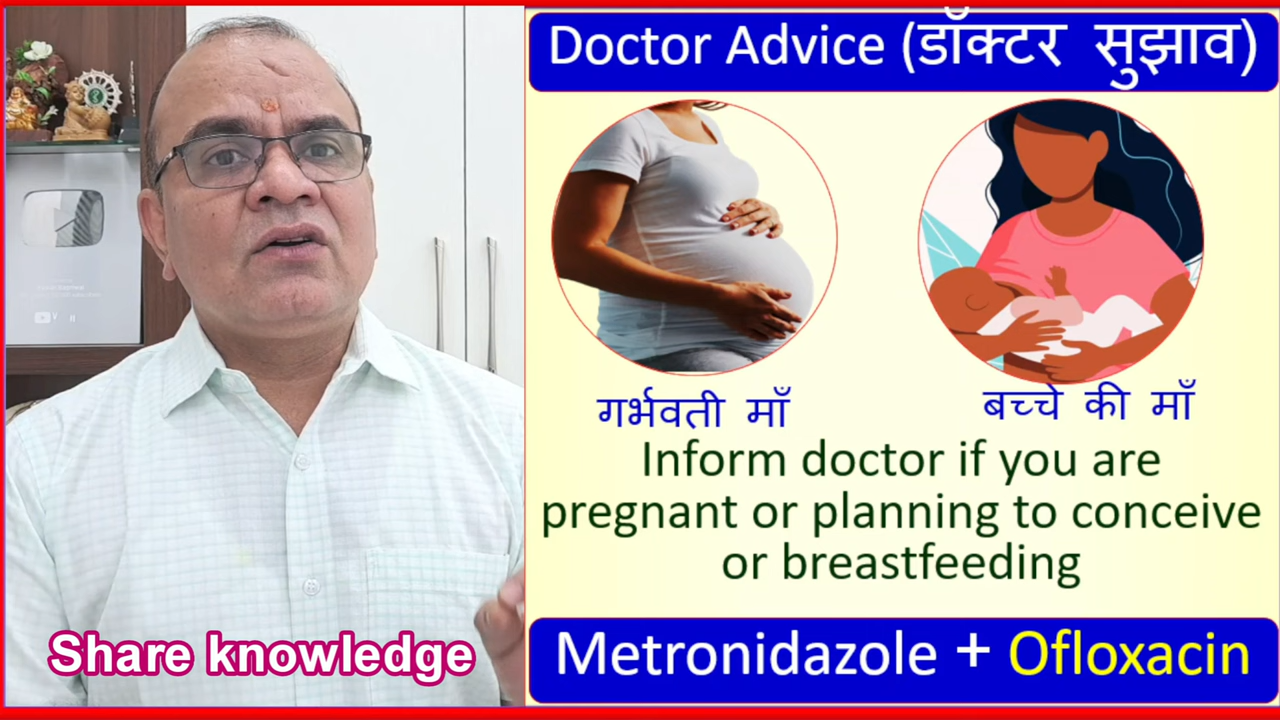 Doctor Advice (डॉक्टर सुझाव)
गर्भवती माँ
बच्चे की माँ
Inform doctor if you are
pregnant or planning to conceive
or breastfeeding
Share knowledge
Metronidazole + Ofloxacin